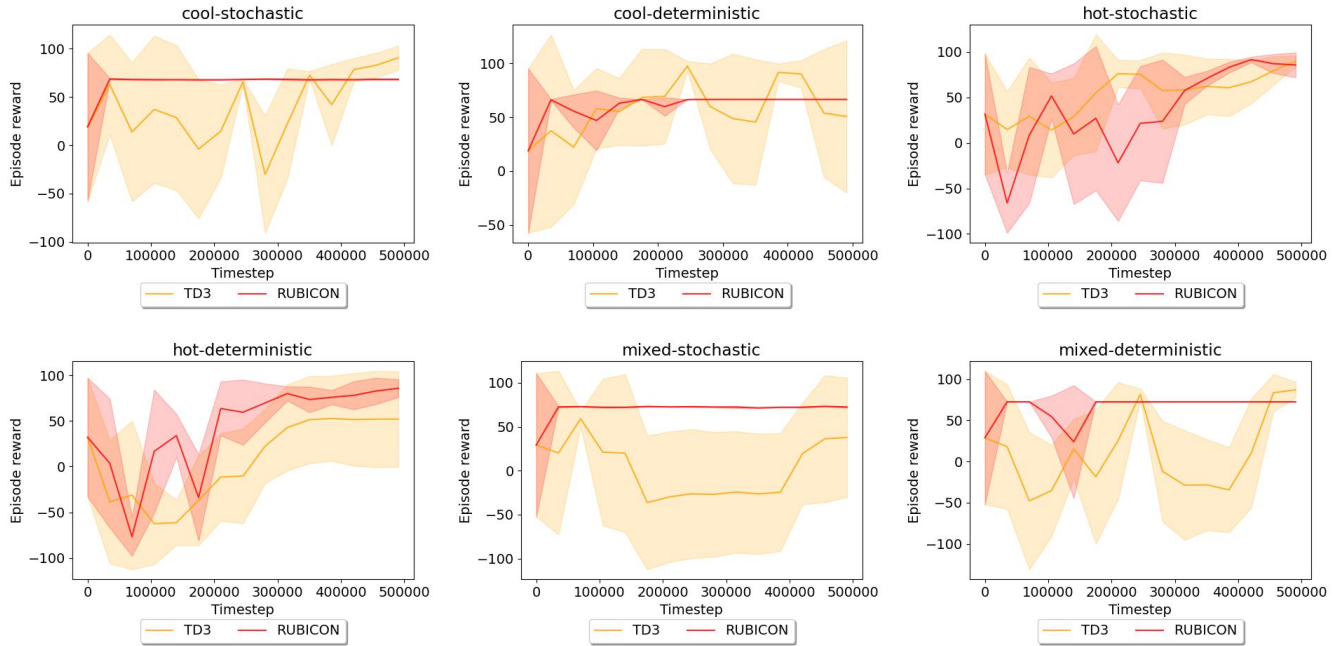 cool-stochastic
Episode reward
100
50
0
−50
−100
0 100000 200000 300000 400000 500000
Timestep
TD3 RUBICON
cool-deterministic
Episode reward
100
50
0
−50
0 100000 200000 300000 400000 500000
Timestep
TD3 RUBICON
hot-stochastic
Episode reward
100
50
0
−50
−100
0 100000 200000 300000 400000 500000
Timestep
TD3 RUBICON
hot-deterministic
Episode reward
100
50
0
−50
−100
0 100000 200000 300000 400000 500000
Timestep
TD3 RUBICON
mixed-stochastic
Episode reward
100
50
0
−50
−100
0 100000 200000 300000 400000 500000
Timestep
TD3 RUBICON
mixed-deterministic
Episode reward
100
50
0
−50
−100
0 100000 200000 300000 400000 500000
Timestep
TD3 RUBICON